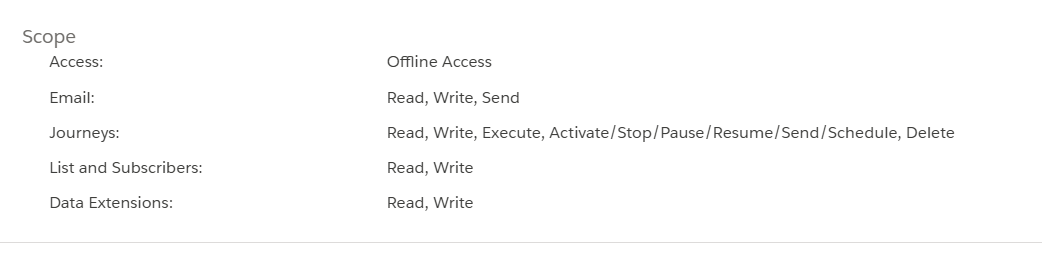 Scope
Access: Offline Access
Email: Read, Write, Send
Journeys: Read, Write, Execute, Activate/Stop/Pause/Resume/Send/Schedule, Delete
List and Subscribers: Read, Write
Data Extensions: Read, Write